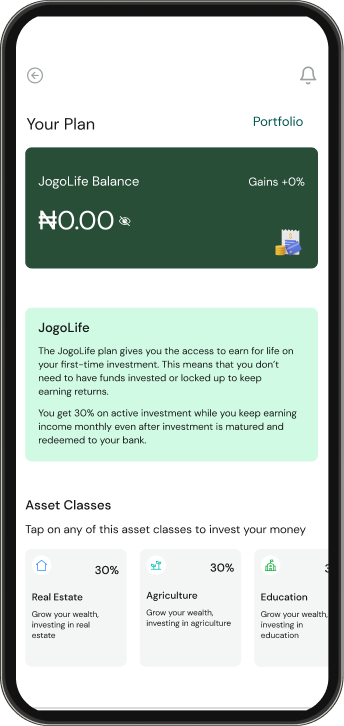 Your Plan
Portfolio
JogoLife Balance
Gains +0%
₦0.00
JogoLife
The JogoLife plan gives you the access to earn for life on
your first-time investment. This means that you don't
need to have funds invested or locked up to keep
earning returns.
You get 30% on active investment while you keep earning
income monthly even after investment is matured and
redeemed to your bank.
Asset Classes
Tap on any of this asset classes to invest your money
30%
Real Estate
Grow your wealth,
investing in real
estate
30%
Agriculture
Grow your wealth,
investing in agriculture
Education
Grow your wealth,
investing in
education